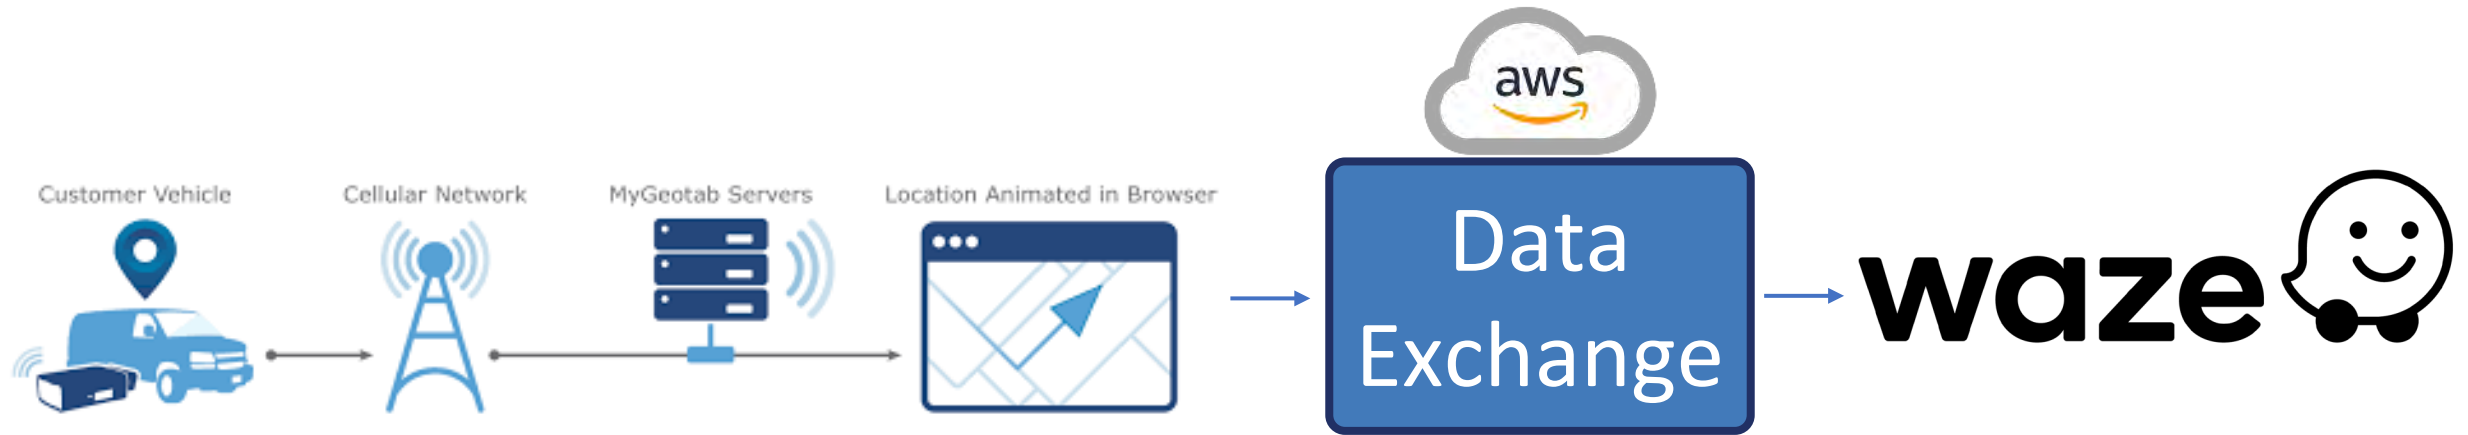 aws
Customer Vehicle
Cellular Network
MyGeotab Servers
Location Animated in Browser
Data
Exchange
waze